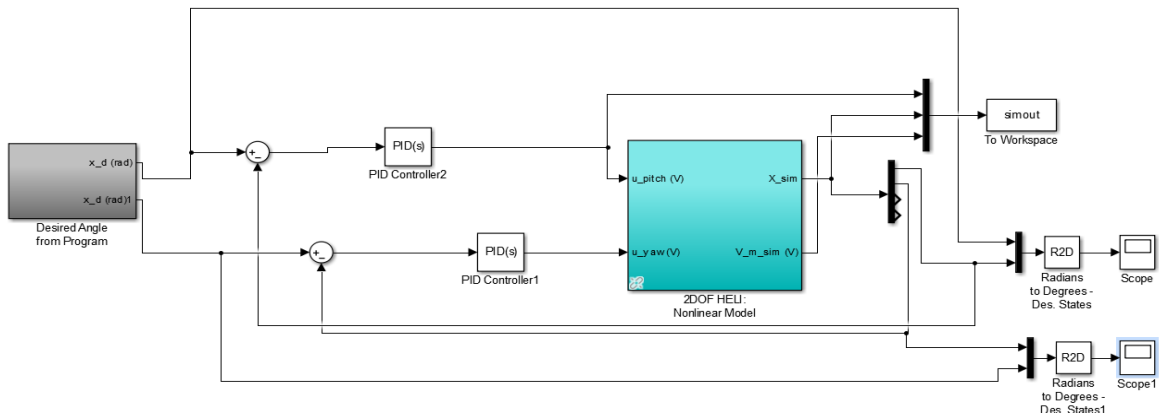 simout
To Workspace
PID(s)
PID Controller2
x_d (rad)
x_d (rad)1
Desired Angle
from Program
u_pitch (V)
X_sim
u_yaw (V)
V_m_sim (V)
2DOF HELI:
Nonlinear Model
PID(s)
PID Controller1
R2D
Radians
to Degrees -
Des. States
Scope
R2D
Radians
to Degrees -
Des. States1
Scope1